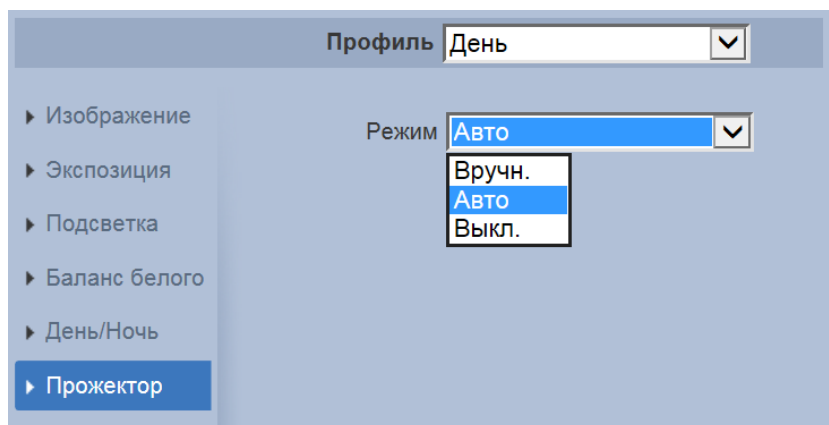 Профиль День
Изображение
Режим Авто
Вручн.
Экспозиция
Авто
Подсветка
Выкл.
Баланс белого
День/Ночь
Прожектор